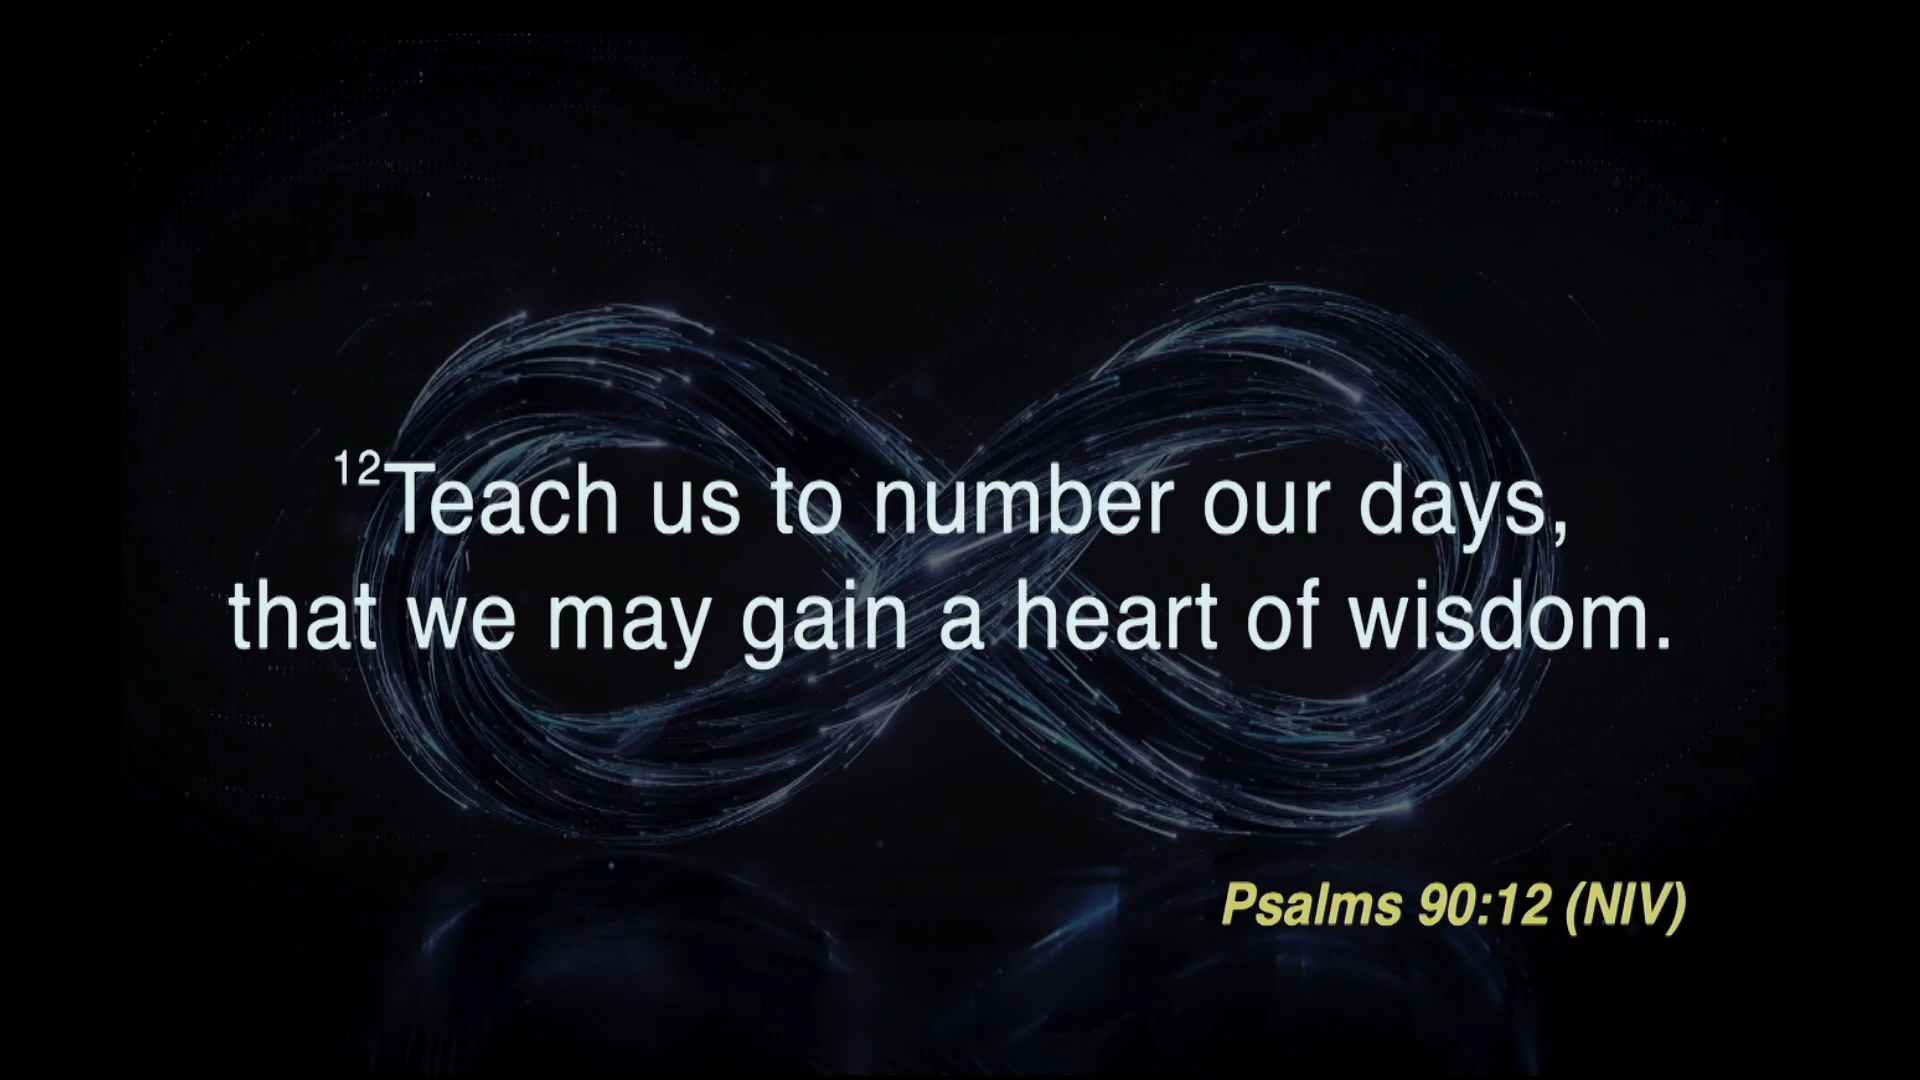 12Teach us to number our days,
that we may gain a heart of wisdom.
Psalms 90:12 (NIV)